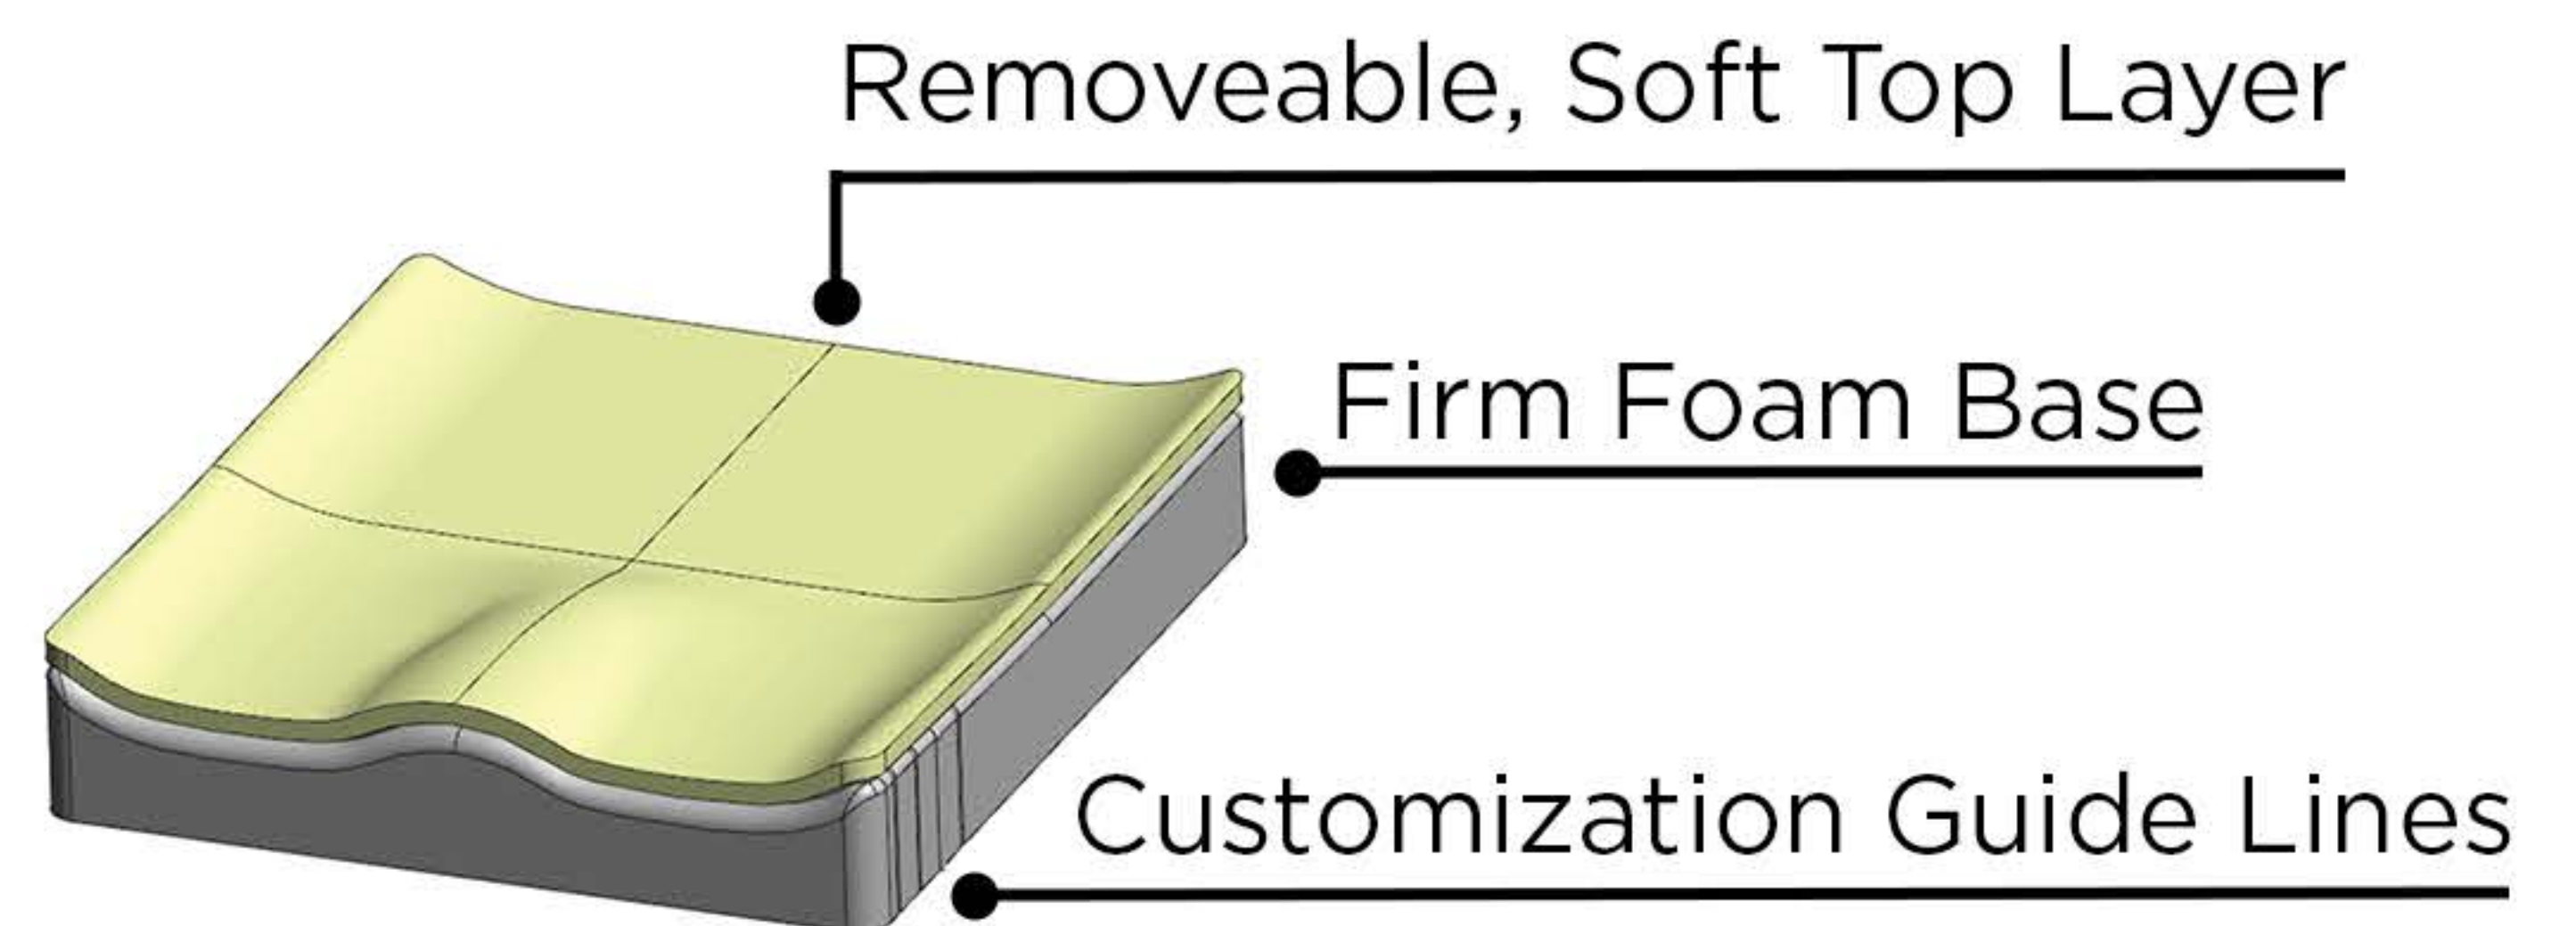 Removeable, Soft Top Layer
Firm Foam Base
Customization Guide Lines